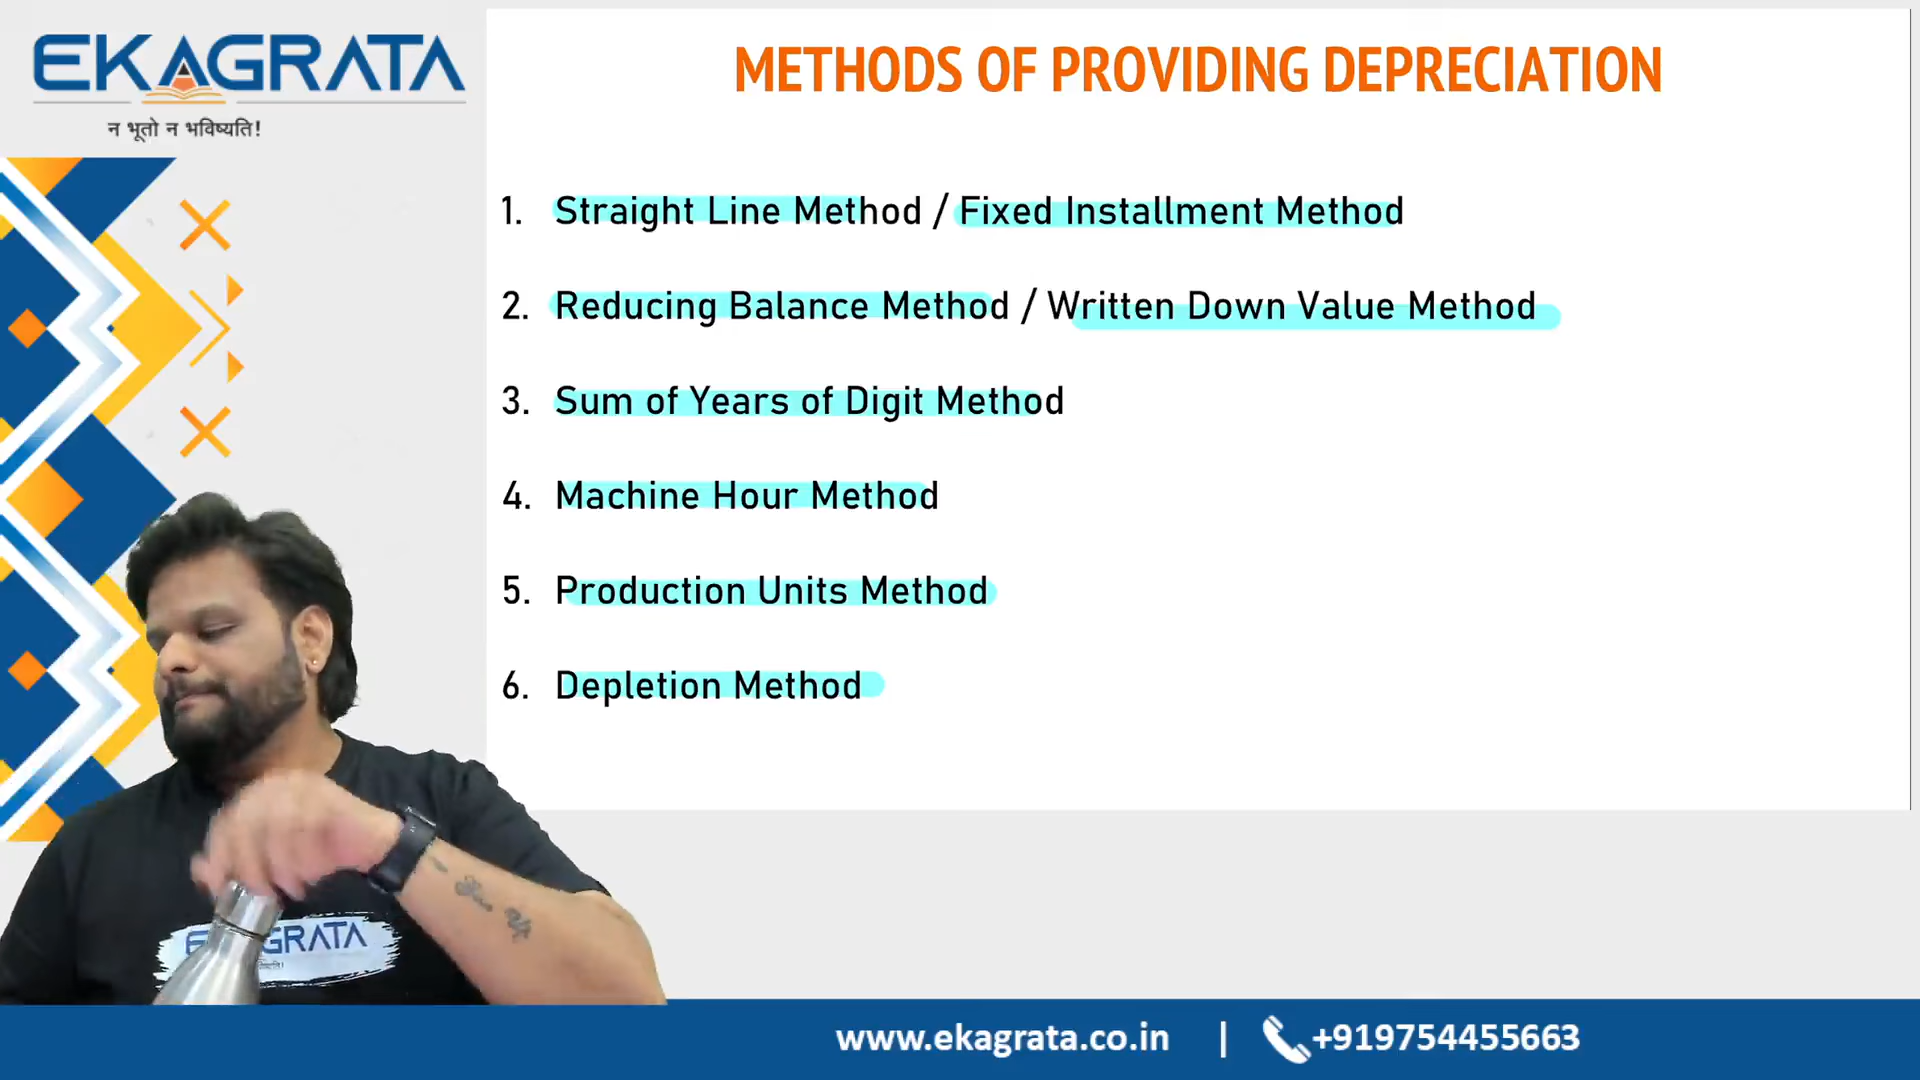 EKAGRATA
न भूतो न भविष्यति!
METHODS OF PROVIDING DEPRECIATION
1. Straight Line Method / Fixed Installment Method
2. Reducing Balance Method / Written Down Value Method
3. Sum of Years of Digit Method
4. Machine Hour Method
5. Production Units Method
6. Depletion Method
www.ekagrata.co.in | +919754455663